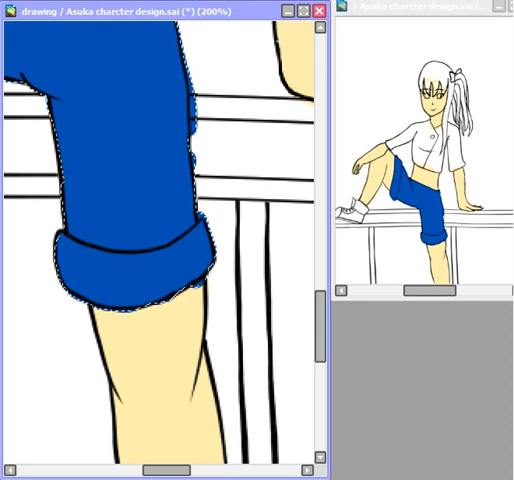 drawing / Asuka charcter design.sai (*) (200%)
/ Asuka charcter design.sai (*) (...